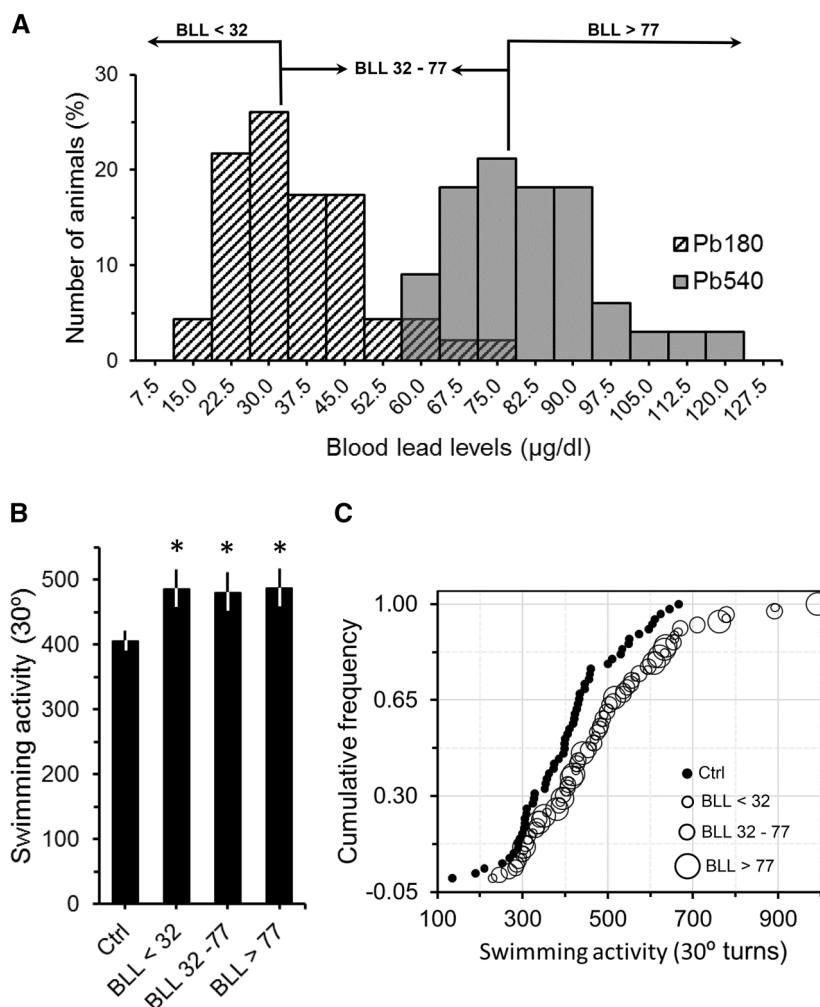 A
BLL < 32
BLL 32 - 77
BLL > 77
Number of animals (%)
30
20
10
0
Pb180
Pb540
7.5 15.0 22.5 30.0 37.5 45.0 52.5 60.0 67.5 75.0 82.5 90.0 97.5 105.0 112.5 120.0 127.5
Blood lead levels (µg/dl)
B
Swimming activity (30º)
500
400
300
200
100
0
* * *
Ctrl BLL < 32 BLL 32 -77 BLL > 77
C
Cumulative frequency
1.00
0.65
0.30
-0.05
Ctrl
BLL < 32
BLL 32 - 77
BLL > 77
100 300 500 700 900
Swimming activity (30º turns)